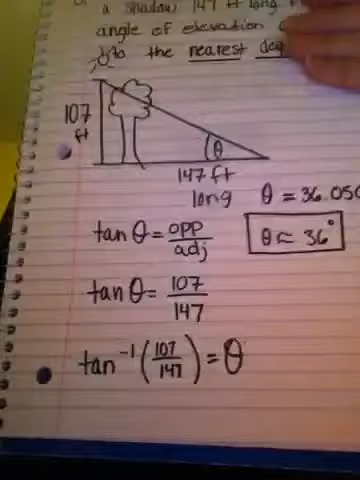 a shadow 147 ft long.
angle of elevation
to the nearest
107
ft
θ
147 ft
long
θ = 36.050
tan θ = opp/adj
θ ≈ 36°
tan θ = 107/147
tan⁻¹(107/147) = θ